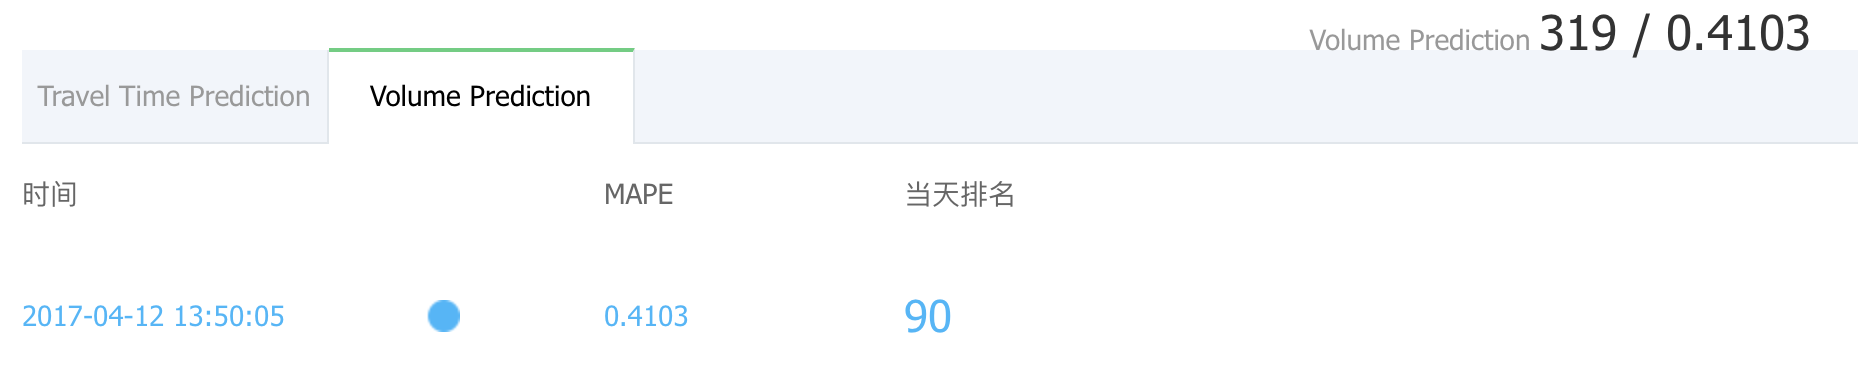 Volume Prediction 319 / 0.4103
Travel Time Prediction Volume Prediction
时间 MAPE 当天排名
2017-04-12 13:50:05 0.4103 90